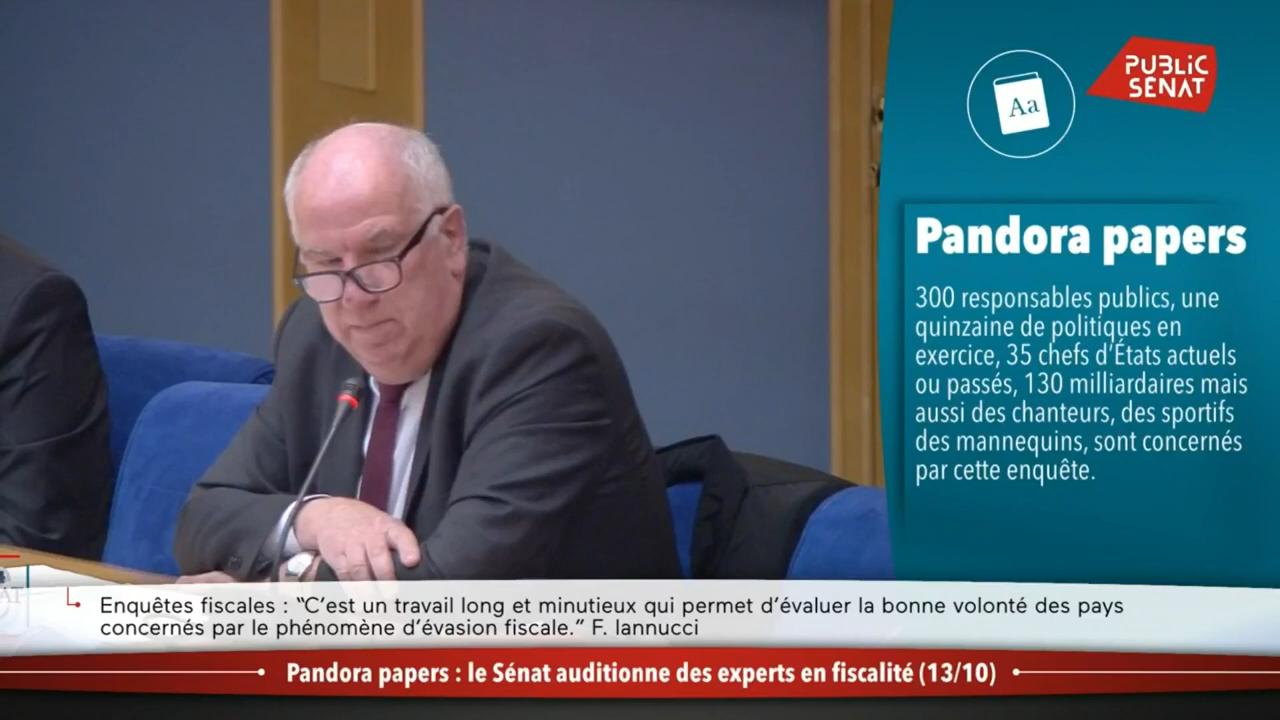 PUBLIC
SÉNAT
Aa
Pandora papers
300 responsables publics, une
quinzaine de politiques en
exercice, 35 chefs d'États actuels
ou passés, 130 milliardaires mais
aussi des chanteurs, des sportifs
des mannequins, sont concernés
par cette enquête.
Enquêtes fiscales : "C'est un travail long et minutieux qui permet d'évaluer la bonne volonté des pays
concernés par le phénomène d'évasion fiscale." F. Iannucci
Pandora papers : le Sénat auditionne des experts en fiscalité (13/10)